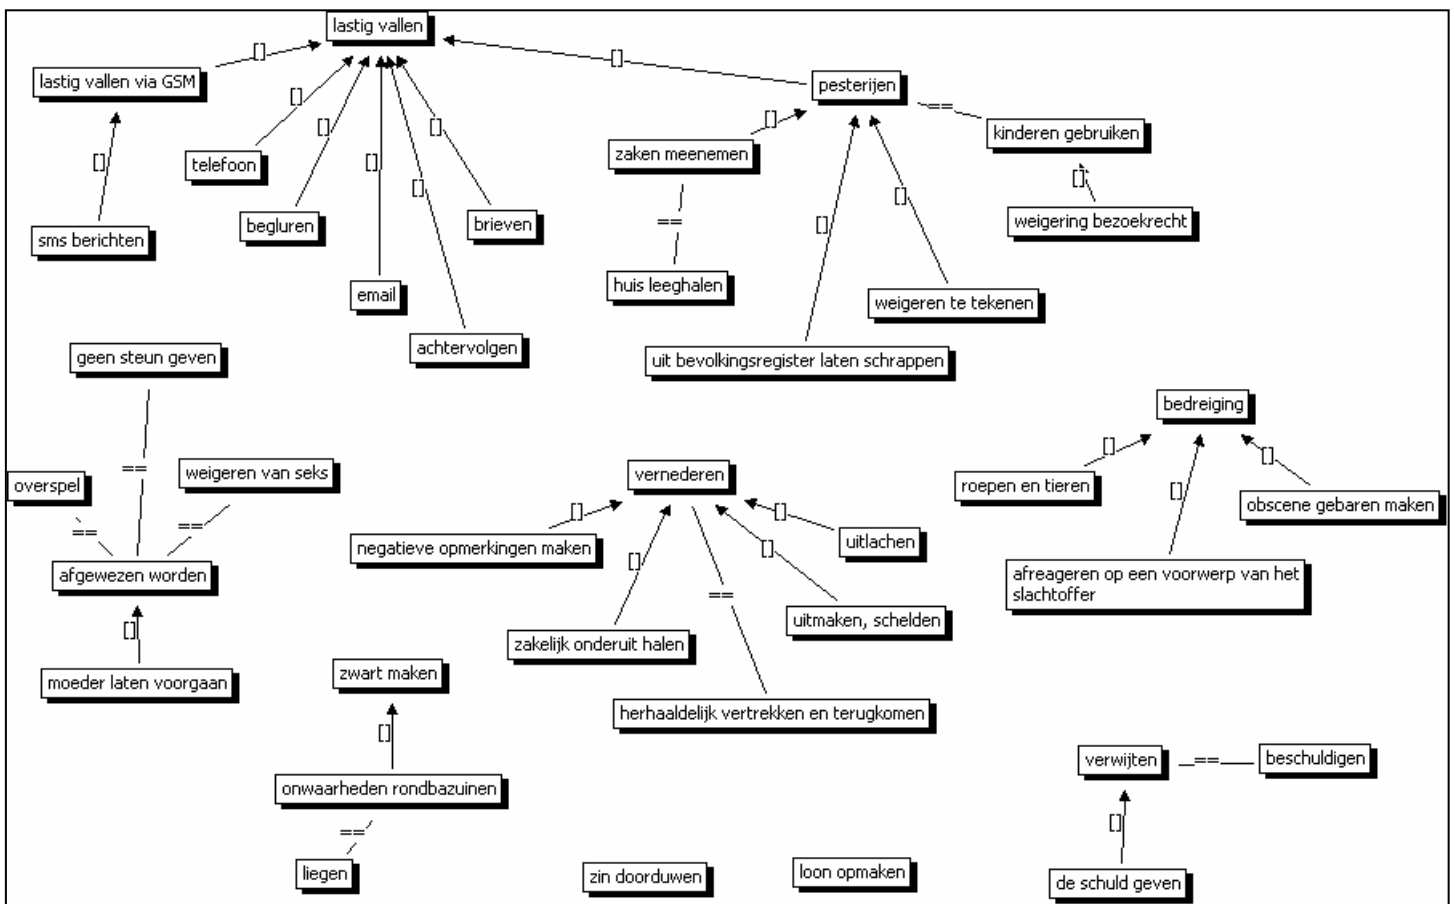 lastig vallen
[]
[]
lastig vallen via GSM
pesterijen
[]
[]
==
[]
[]
kinderen gebruiken
[]
zaken meenemen
telefoon
[]
[]
[]
[]
[]
weigering bezoekrecht
begluren
brieven
==
[]
sms berichten
huis leeghalen
email
weigeren te tekenen
achtervolgen
geen steun geven
uit bevolkingsregister laten schrappen
bedreiging
[]
[]
==
weigeren van seks
vernederen
overspel
roepen en tieren
[]
obscene gebaren maken
==
==
[]
[]
uitlachen
negatieve opmerkingen maken
[]
[]
afgewezen worden
afreageren op een voorwerp van het
slachtoffer
==
uitmaken, schelden
[]
zakelijk onderuit halen
zwart maken
moeder laten voorgaan
herhaaldelijk vertrekken en terugkomen
[]
verwijten
==
beschuldigen
onwaarheden rondbazuinen
[]
==
liegen
zin doorduwen
loon opmaken
de schuld geven